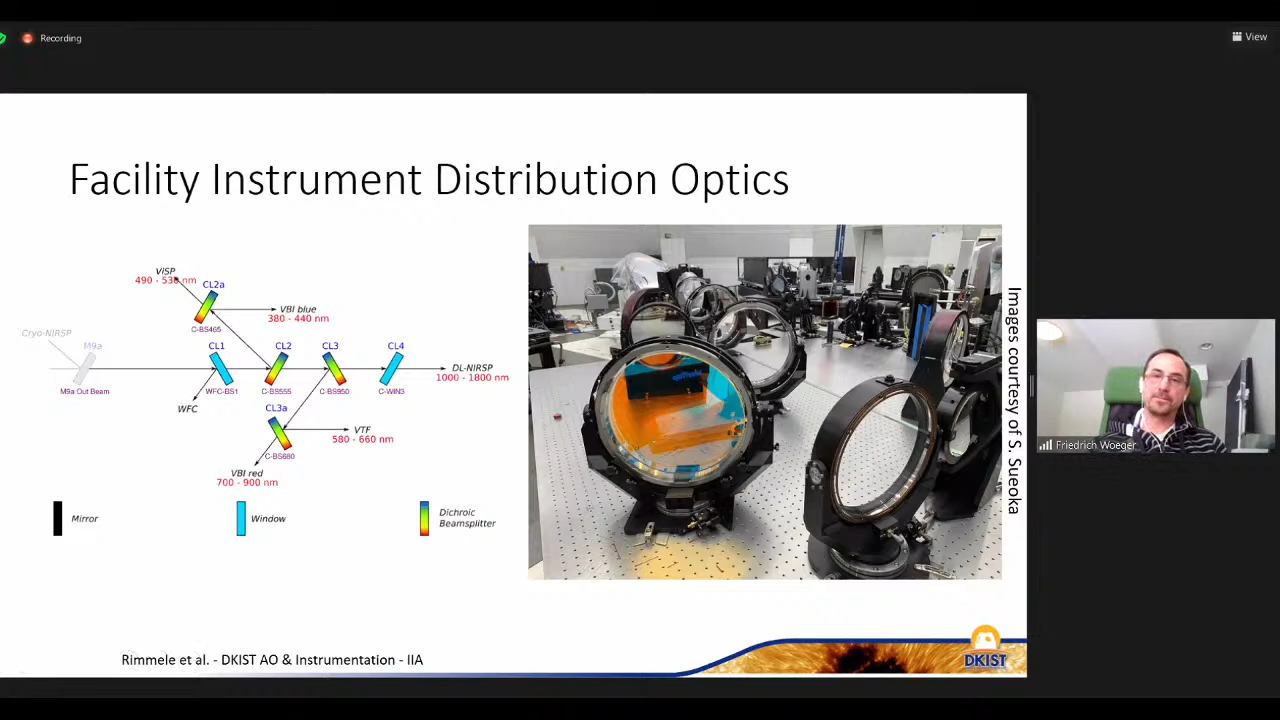 Recording
View
Facility Instrument Distribution Optics
ViSP
490 - 530 nm
CL2a
VBI blue
380 - 440 nm
C-BS465
Cryo-NIRSP
M9a
CL1
CL2
CL3
CL4
DL-NIRSP
1000 - 1800 nm
M9a Out Beam
WFC-BS1
C-BS555
C-BS950
C-WIN3
WFC
CL3a
VTF
580 - 660 nm
C-BS680
VBI red
700 - 900 nm
Mirror
Window
Dichroic
Beamsplitter
Images courtesy of S. Sueoka
Friedrich Woeger
Rimmele et al. - DKIST AO & Instrumentation - IIA
DKIST